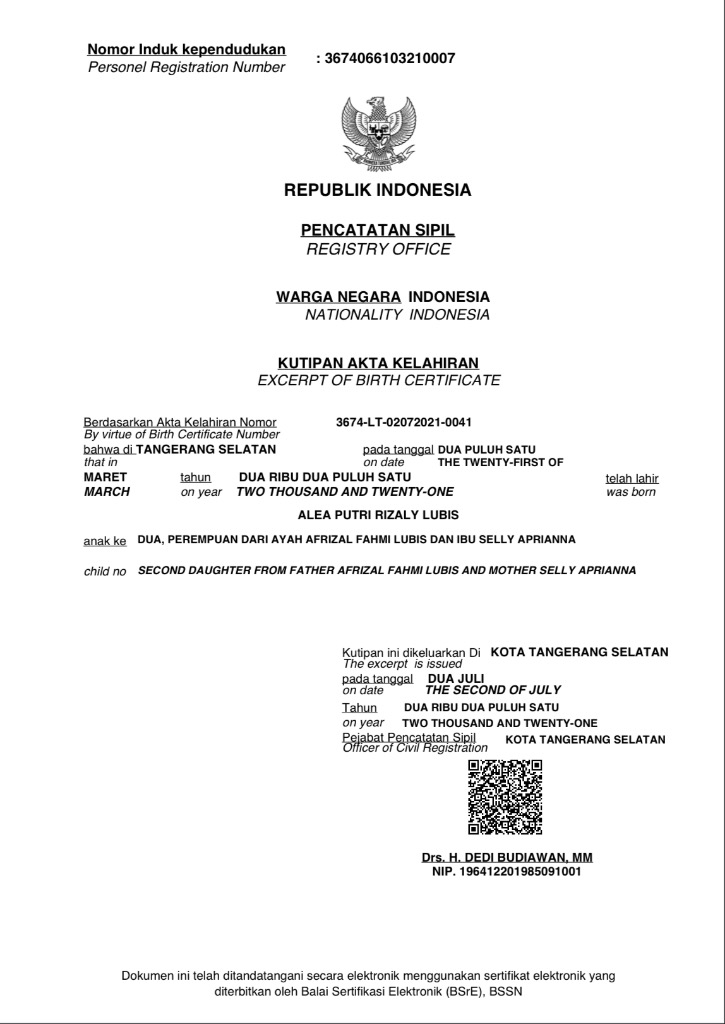 Nomor Induk kependudukan : 3674066103210007
Personel Registration Number
REPUBLIK INDONESIA
PENCATATAN SIPIL
REGISTRY OFFICE
WARGA NEGARA INDONESIA
NATIONALITY INDONESIA
KUTIPAN AKTA KELAHIRAN
EXCERPT OF BIRTH CERTIFICATE
Berdasarkan Akta Kelahiran Nomor 3674-LT-02072021-0041
By virtue of Birth Certificate Number
bahwa di TANGERANG SELATAN pada tanggal DUA PULUH SATU
that in on date THE TWENTY-FIRST OF
MARET tahun DUA RIBU DUA PULUH SATU telah lahir
MARCH on year TWO THOUSAND AND TWENTY-ONE was born
ALEA PUTRI RIZALY LUBIS
anak ke DUA, PEREMPUAN DARI AYAH AFRIZAL FAHMI LUBIS DAN IBU SELLY APRIANNA
child no SECOND DAUGHTER FROM FATHER AFRIZAL FAHMI LUBIS AND MOTHER SELLY APRIANNA
Kutipan ini dikeluarkan Di KOTA TANGERANG SELATAN
The excerpt is issued
pada tanggal DUA JULI
on date THE SECOND OF JULY
Tahun DUA RIBU DUA PULUH SATU
on year TWO THOUSAND AND TWENTY-ONE
Pejabat Pencatatan Sipil KOTA TANGERANG SELATAN
Officer of Civil Registration
Drs. H. DEDI BUDIAWAN, MM
NIP. 196412201985091001
Dokumen ini telah ditandatangani secara elektronik menggunakan sertifikat elektronik yang
diterbitkan oleh Balai Sertifikasi Elektronik (BSrE), BSSN